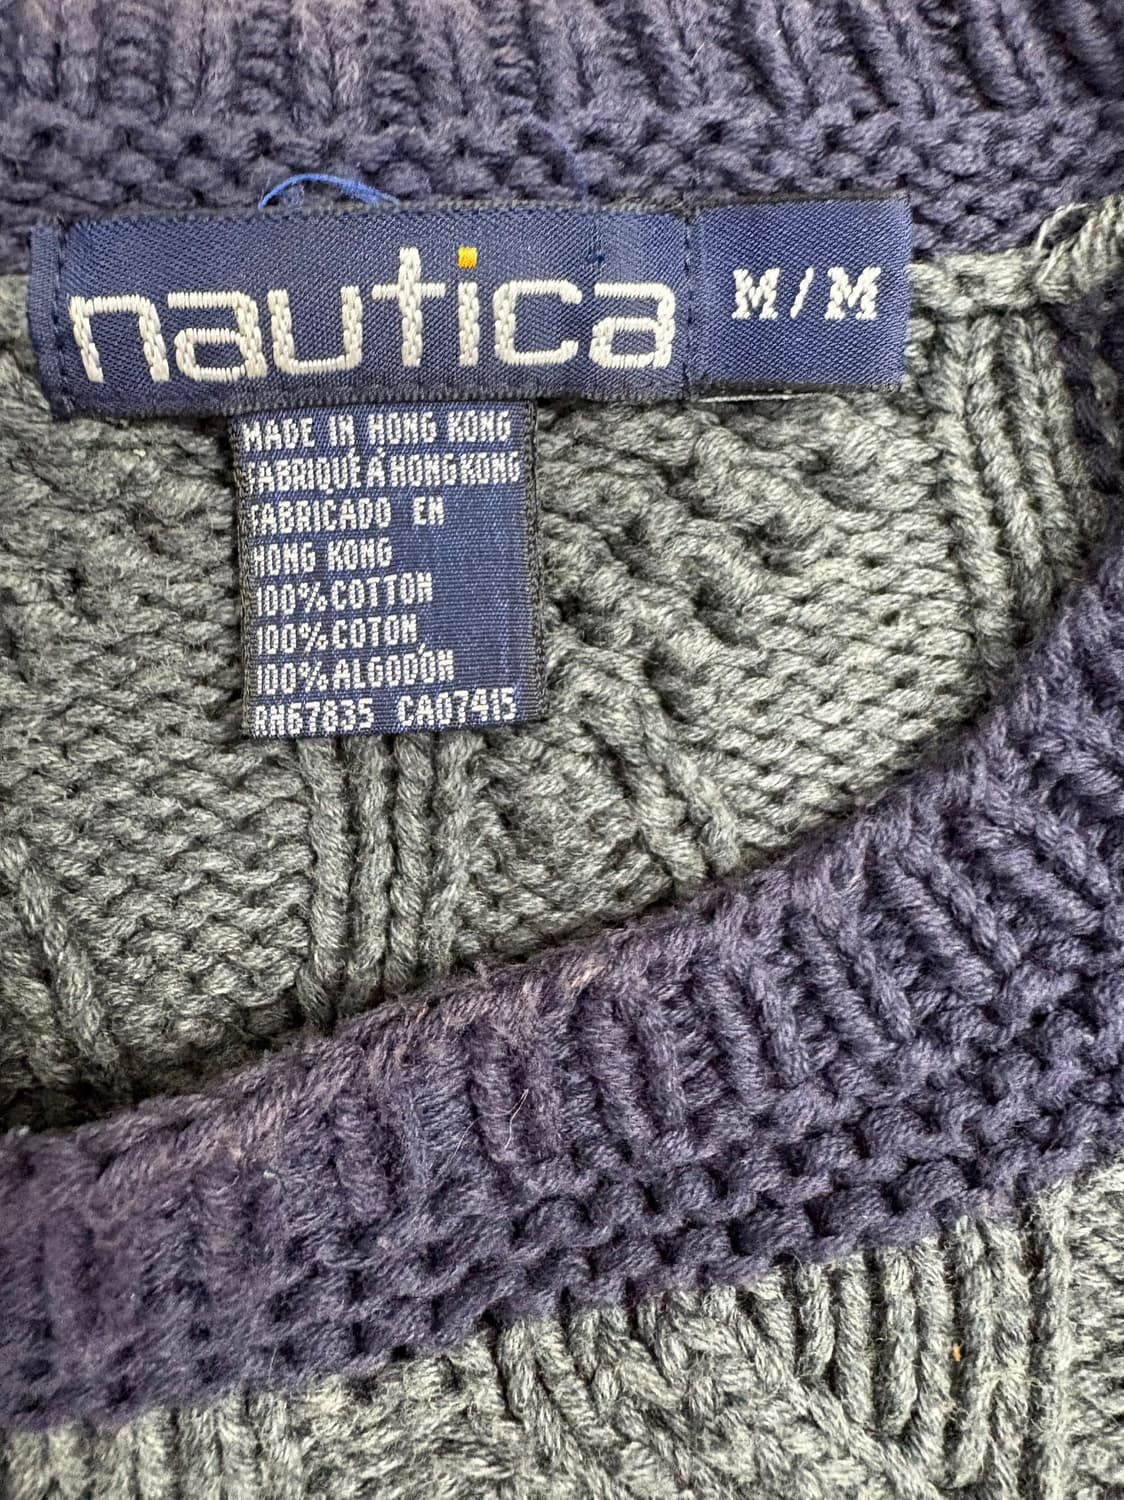 nautica
M/M
MADE IN HONG KONG
FABRIQUÉ À HONG KONG
FABRICADO EN
HONG KONG
100% COTTON
100% COTON
100% ALGODÓN
RN67835 CA07415